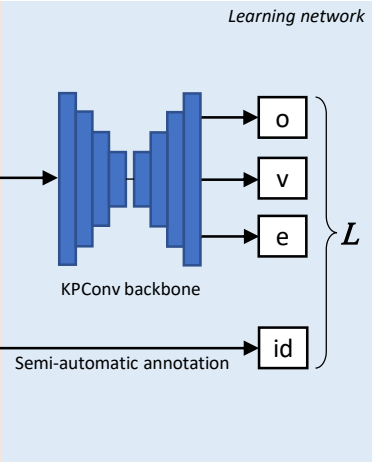 Learning network
o
v
e
L
KPConv backbone
id
Semi-automatic annotation